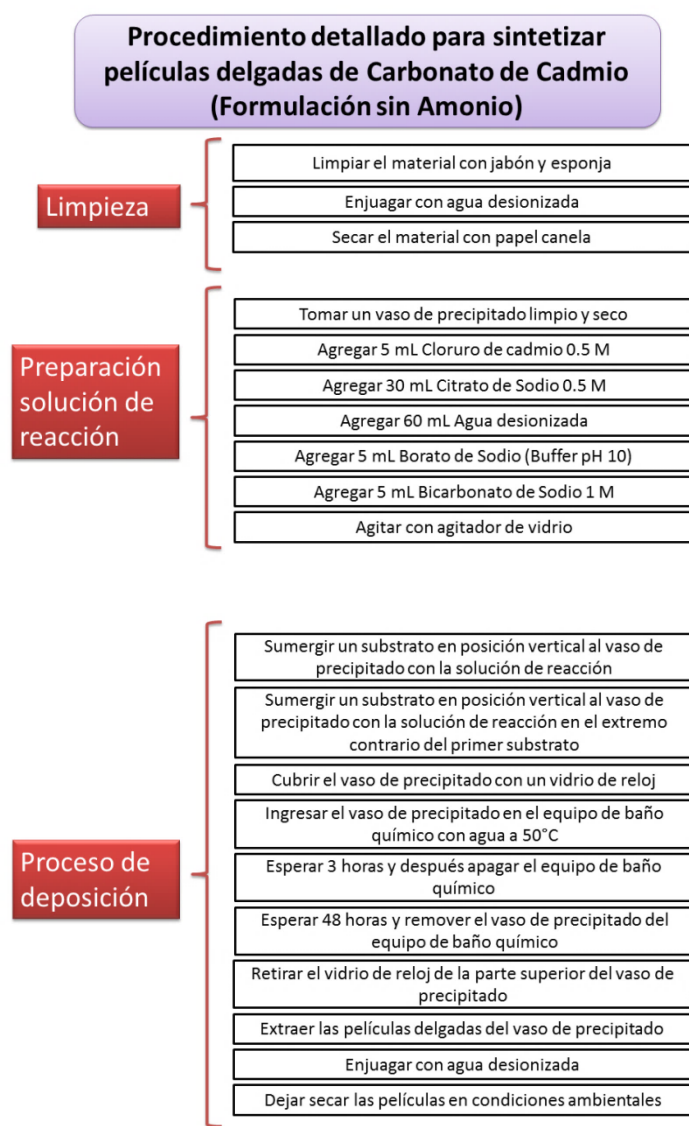 Procedimiento detallado para sintetizar
películas delgadas de Carbonato de Cadmio
(Formulación sin Amonio)
Limpieza
Limpiar el material con jabón y esponja
Enjuagar con agua desionizada
Secar el material con papel canela
Preparación
solución de
reacción
Tomar un vaso de precipitado limpio y seco
Agregar 5 mL Cloruro de cadmio 0.5 M
Agregar 30 mL Citrato de Sodio 0.5 M
Agregar 60 mL Agua desionizada
Agregar 5 mL Borato de Sodio (Buffer pH 10)
Agregar 5 mL Bicarbonato de Sodio 1 M
Agitar con agitador de vidrio
Proceso de
deposición
Sumergir un substrato en posición vertical al vaso de
precipitado con la solución de reacción
Sumergir un substrato en posición vertical al vaso de
precipitado con la solución de reacción en el extremo
contrario del primer substrato
Cubrir el vaso de precipitado con un vidrio de reloj
Ingresar el vaso de precipitado en el equipo de baño
químico con agua a 50°C
Esperar 3 horas y después apagar el equipo de baño
químico
Esperar 48 horas y remover el vaso de precipitado del
equipo de baño químico
Retirar el vidrio de reloj de la parte superior del vaso de
precipitado
Extraer las películas delgadas del vaso de precipitado
Enjuagar con agua desionizada
Dejar secar las películas en condiciones ambientales